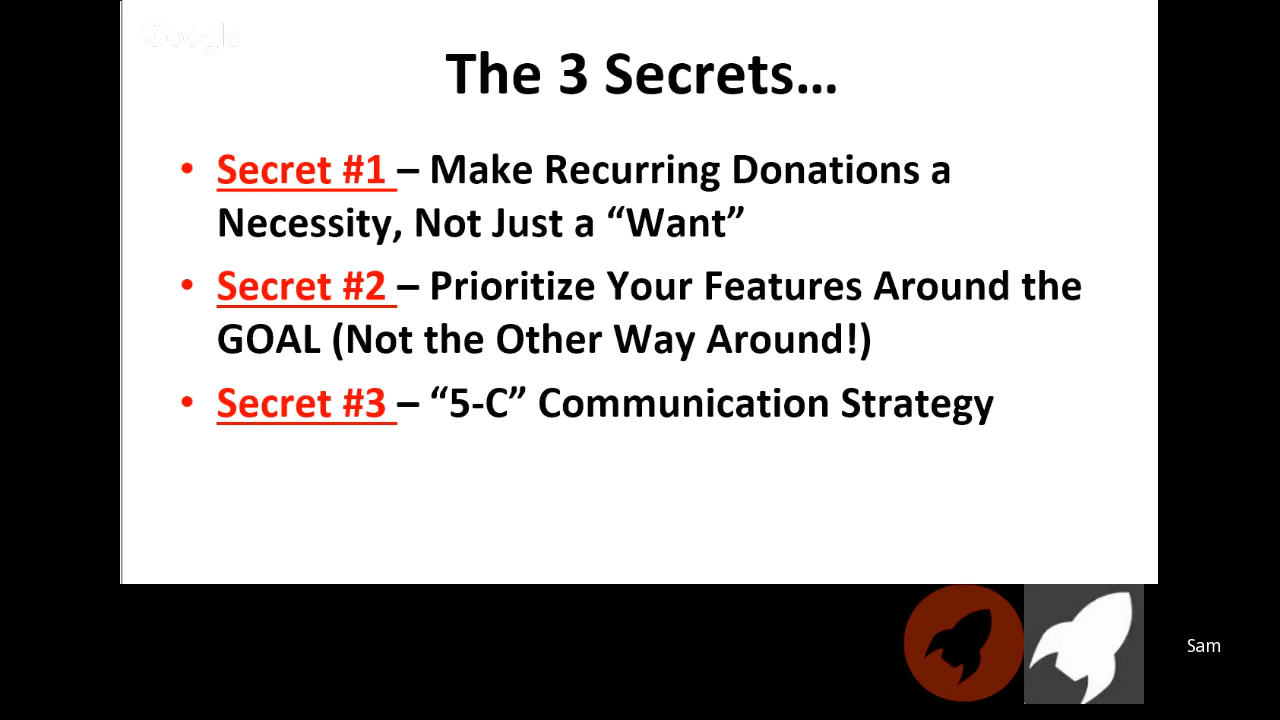 Google
The 3 Secrets...
• Secret #1 – Make Recurring Donations a
Necessity, Not Just a “Want”
• Secret #2 – Prioritize Your Features Around the
GOAL (Not the Other Way Around!)
• Secret #3 – “5-C” Communication Strategy
Sam